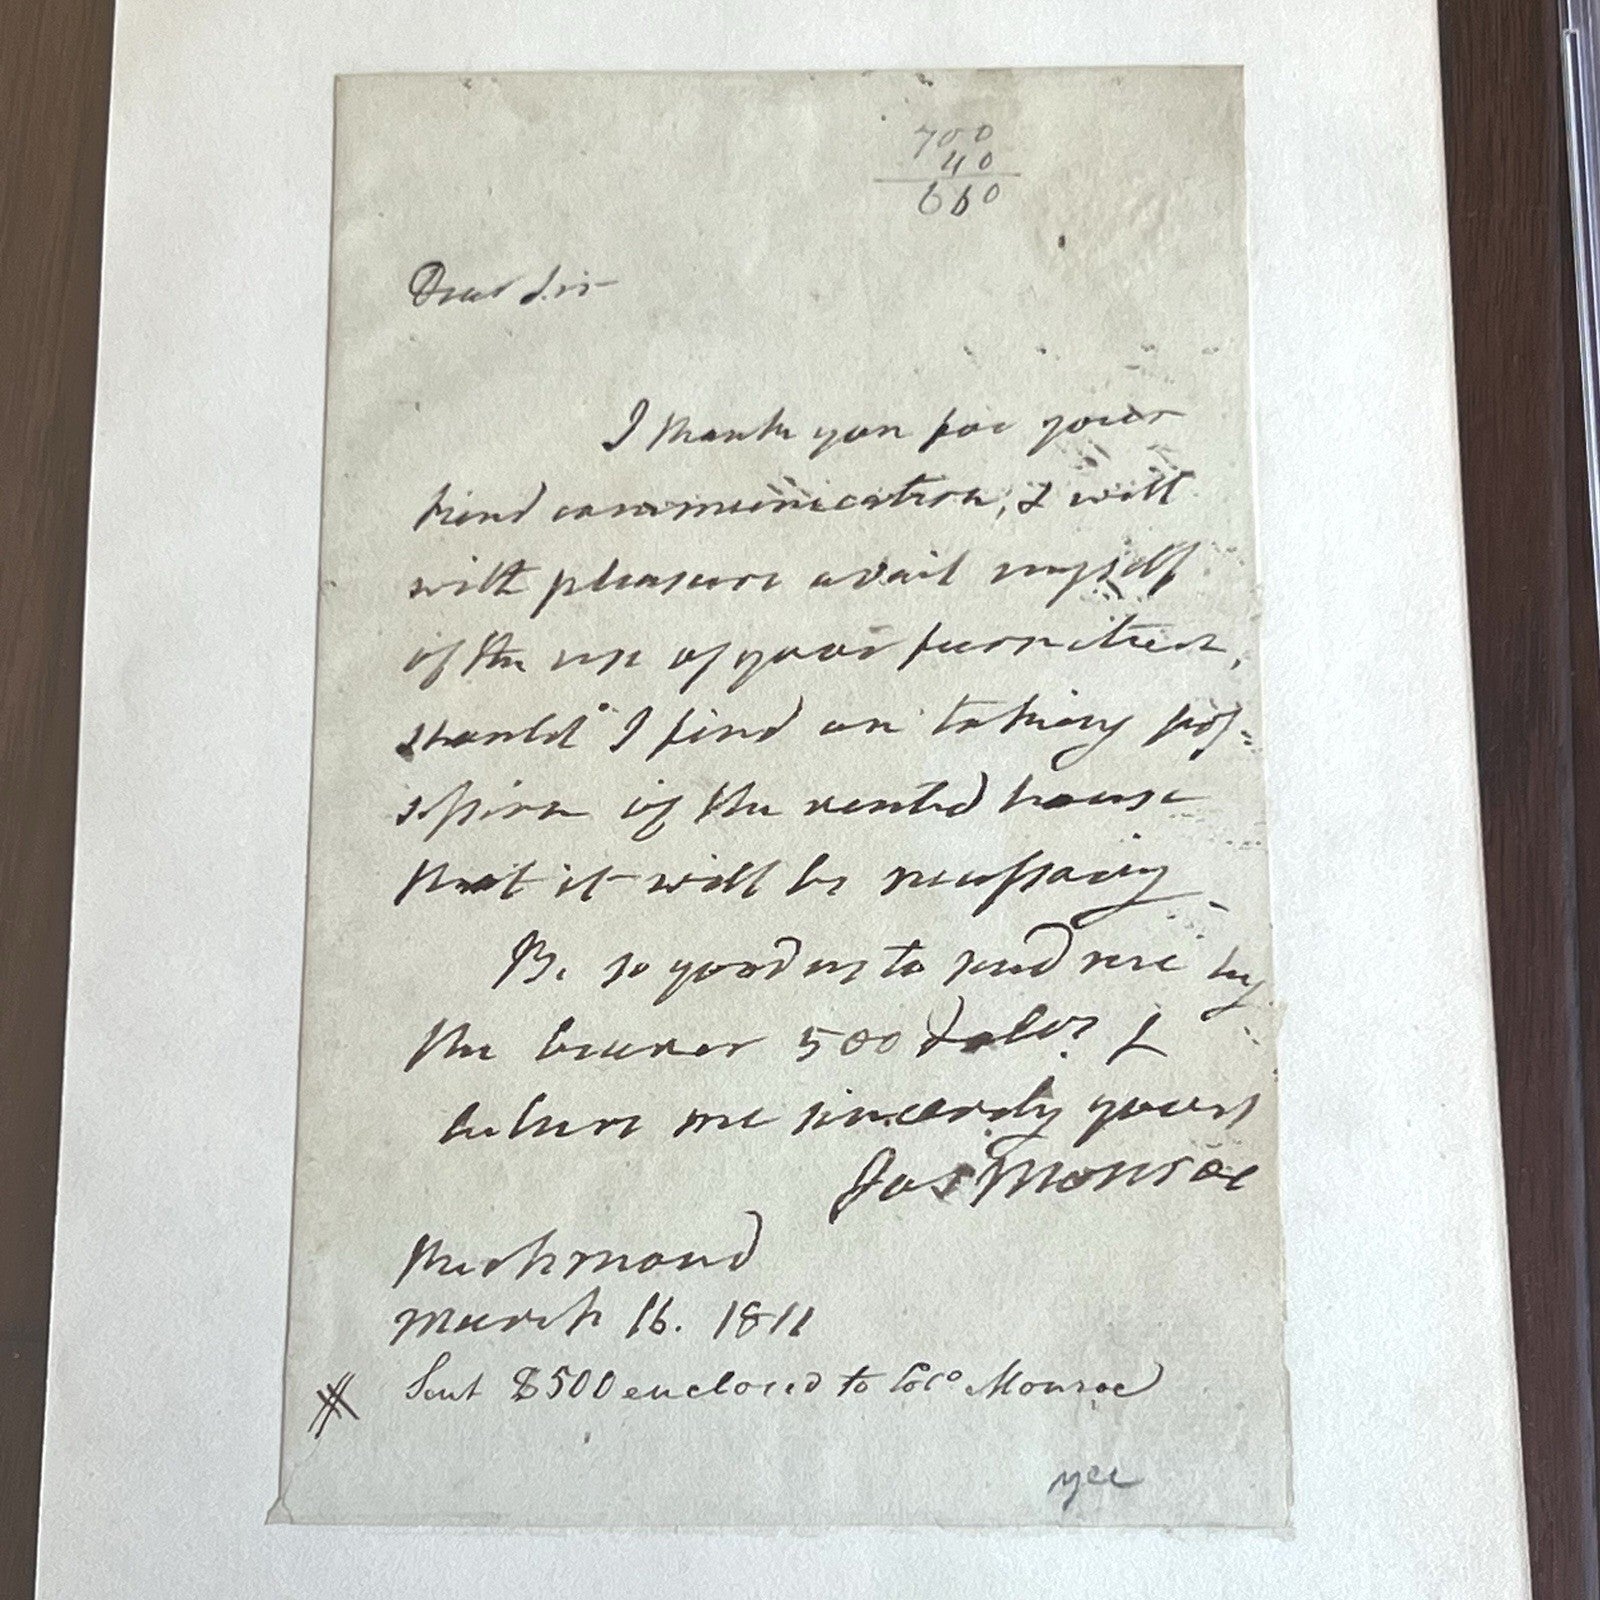 700
40
660
Dear Sir
I thank you for your
kind communication, & will
with pleasure avail myself
of the use of your furniture,
should I find on taking pos-
session of the rented house
that it will be necessary -
Be so good as to send me by
the bearer 500 dolrs. &
believe me sincerely yours
Jas Monroe
Richmond
March 16. 1811
Sent $500 enclosed to Colo Monroe